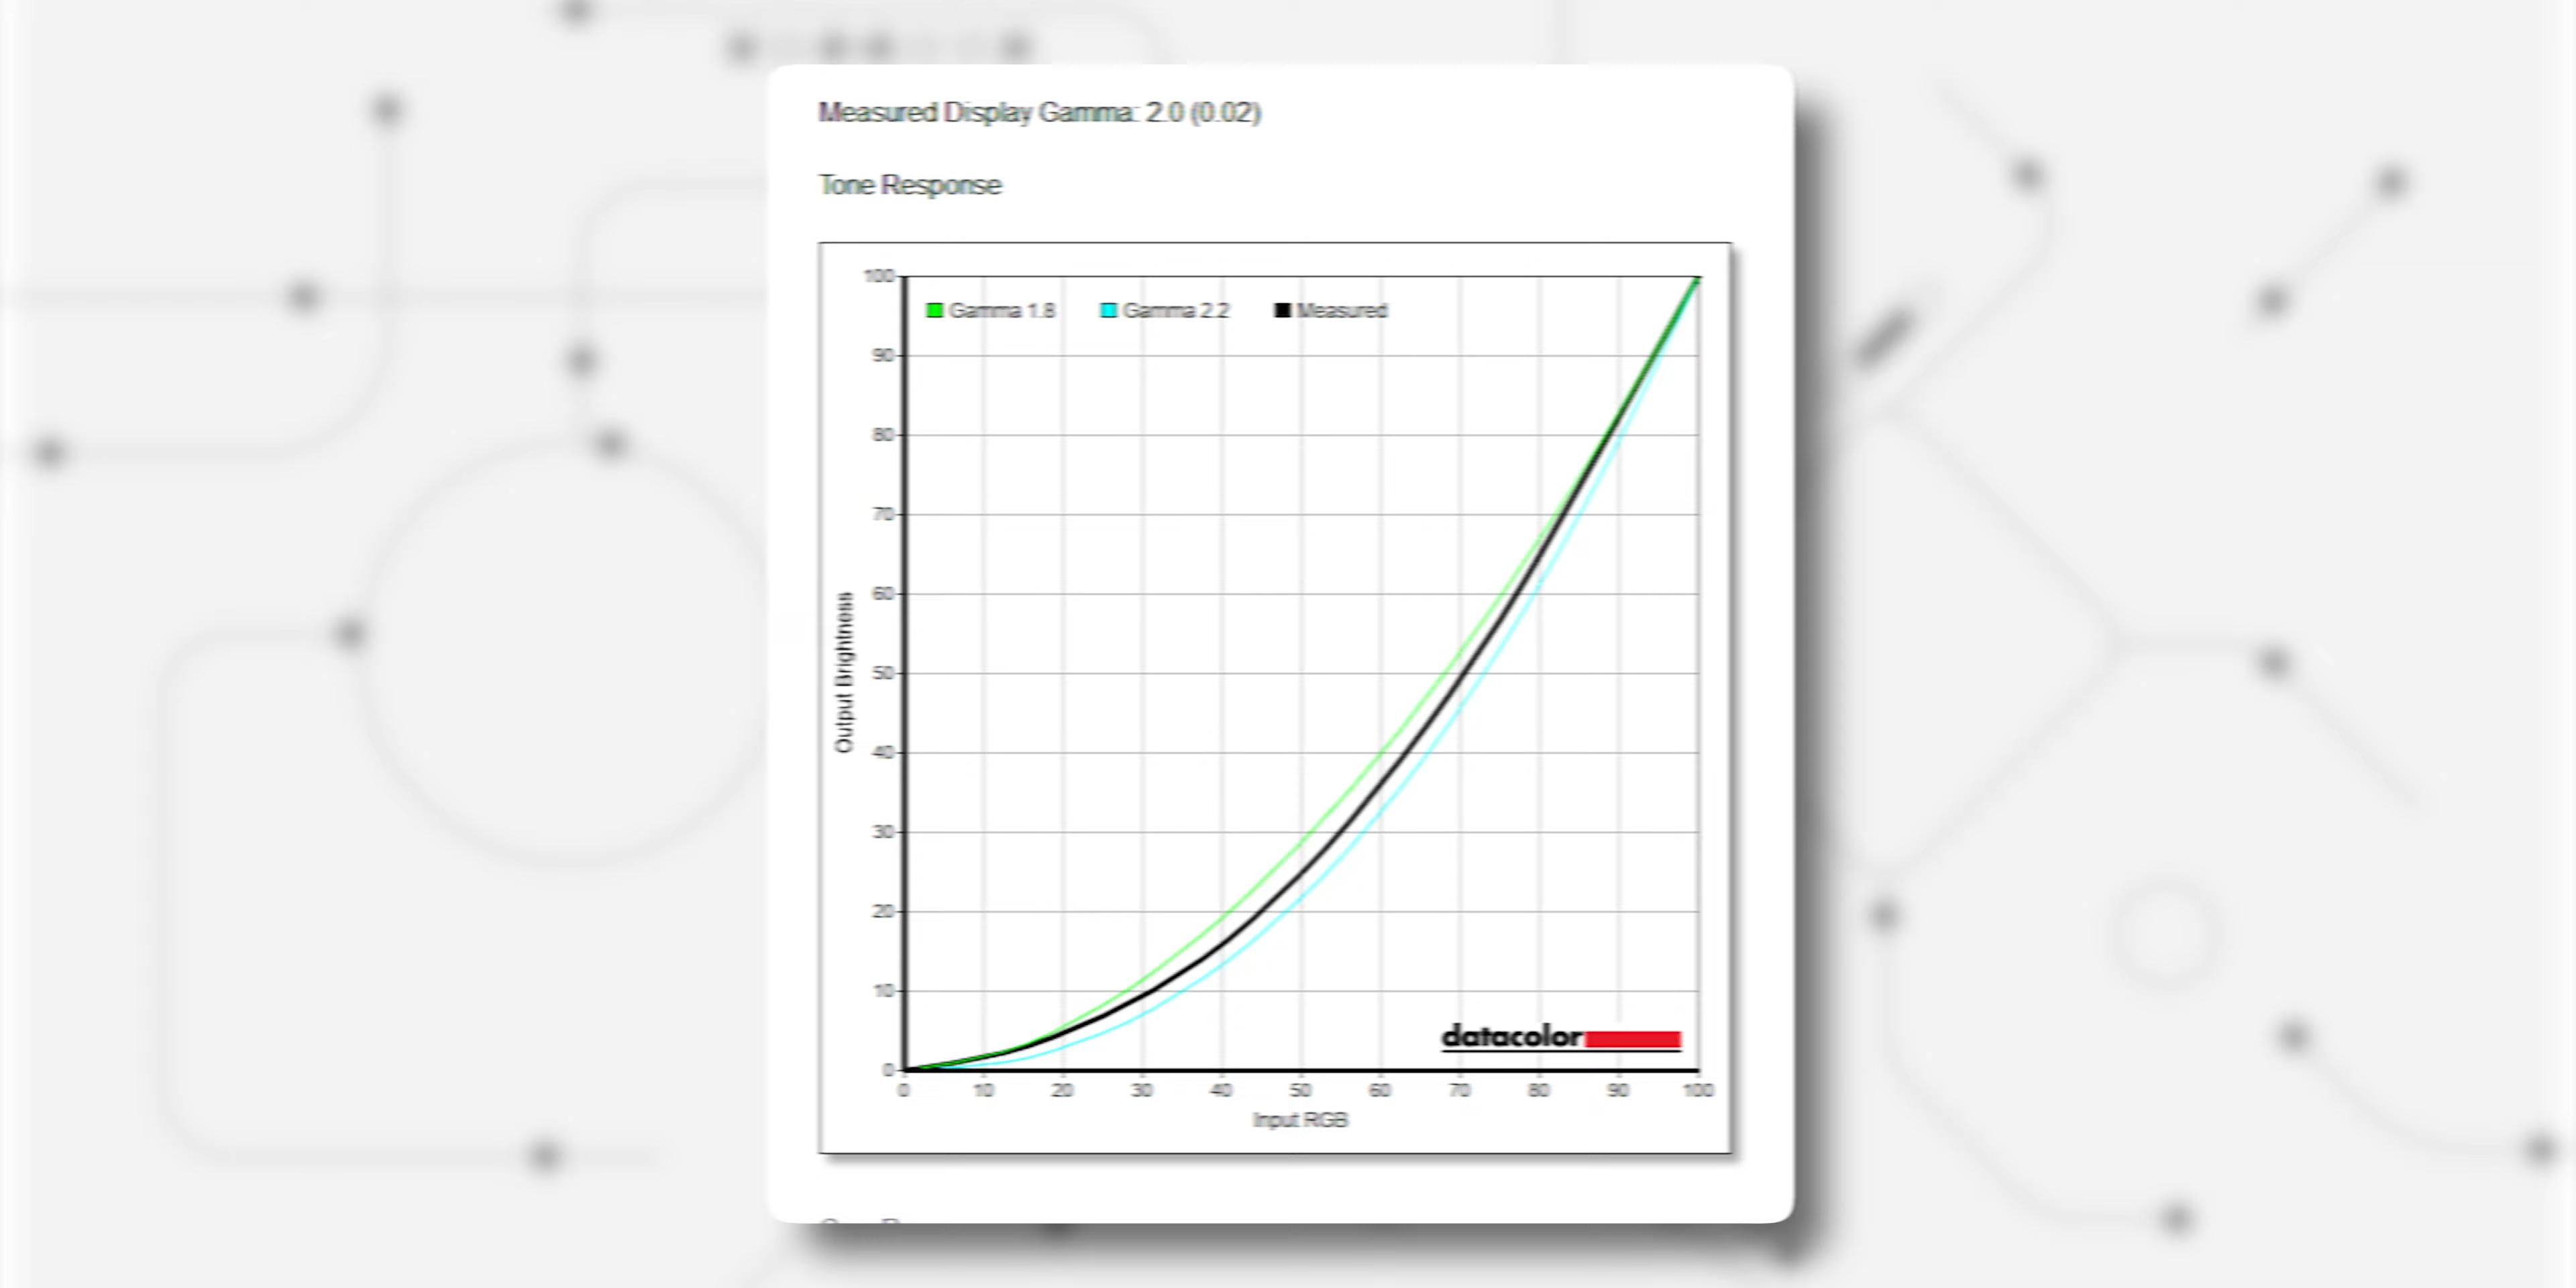 Measured Display Gamma: 2.0 (0.02)
Tone Response
100
Gamma 1.8 Gamma 2.2 Measured
90
80
70
60
50
40
30
20
10
0
Output Brightness
datacolor
0 10 20 30 40 50 60 70 80 90 100
Input RGB